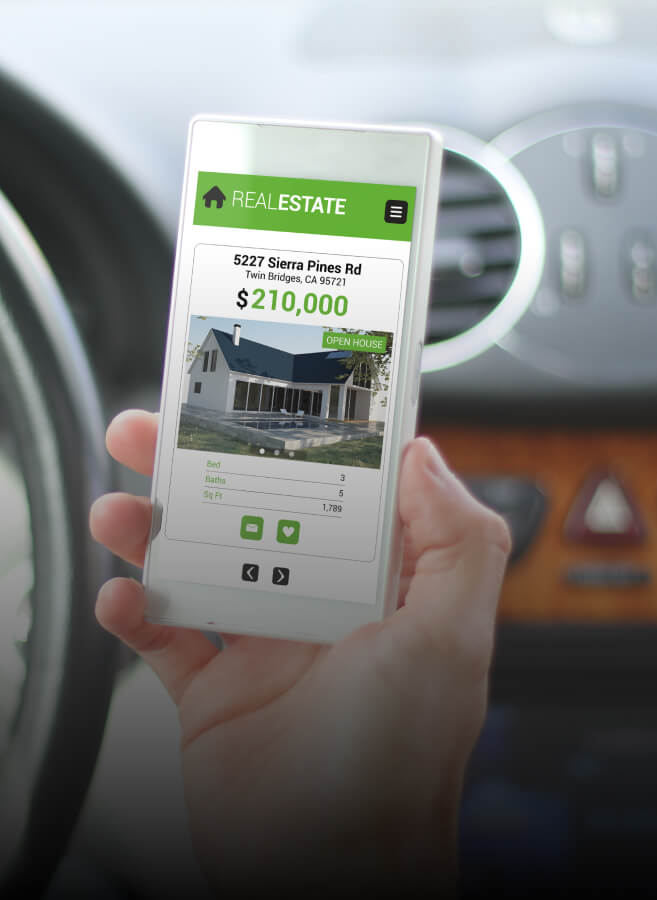 REALESTATE
5227 Sierra Pines Rd
Twin Bridges, CA 95721
$210,000
OPEN HOUSE
Bed 3
Baths 5
Sq Ft 1,789